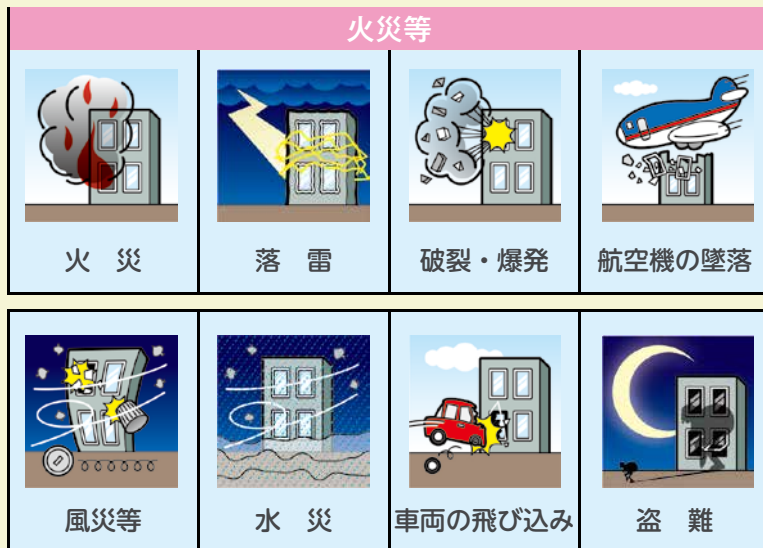 火災等
火 災
落 雷
破裂・爆発
航空機の墜落
風災等
水 災
車両の飛び込み
盗 難